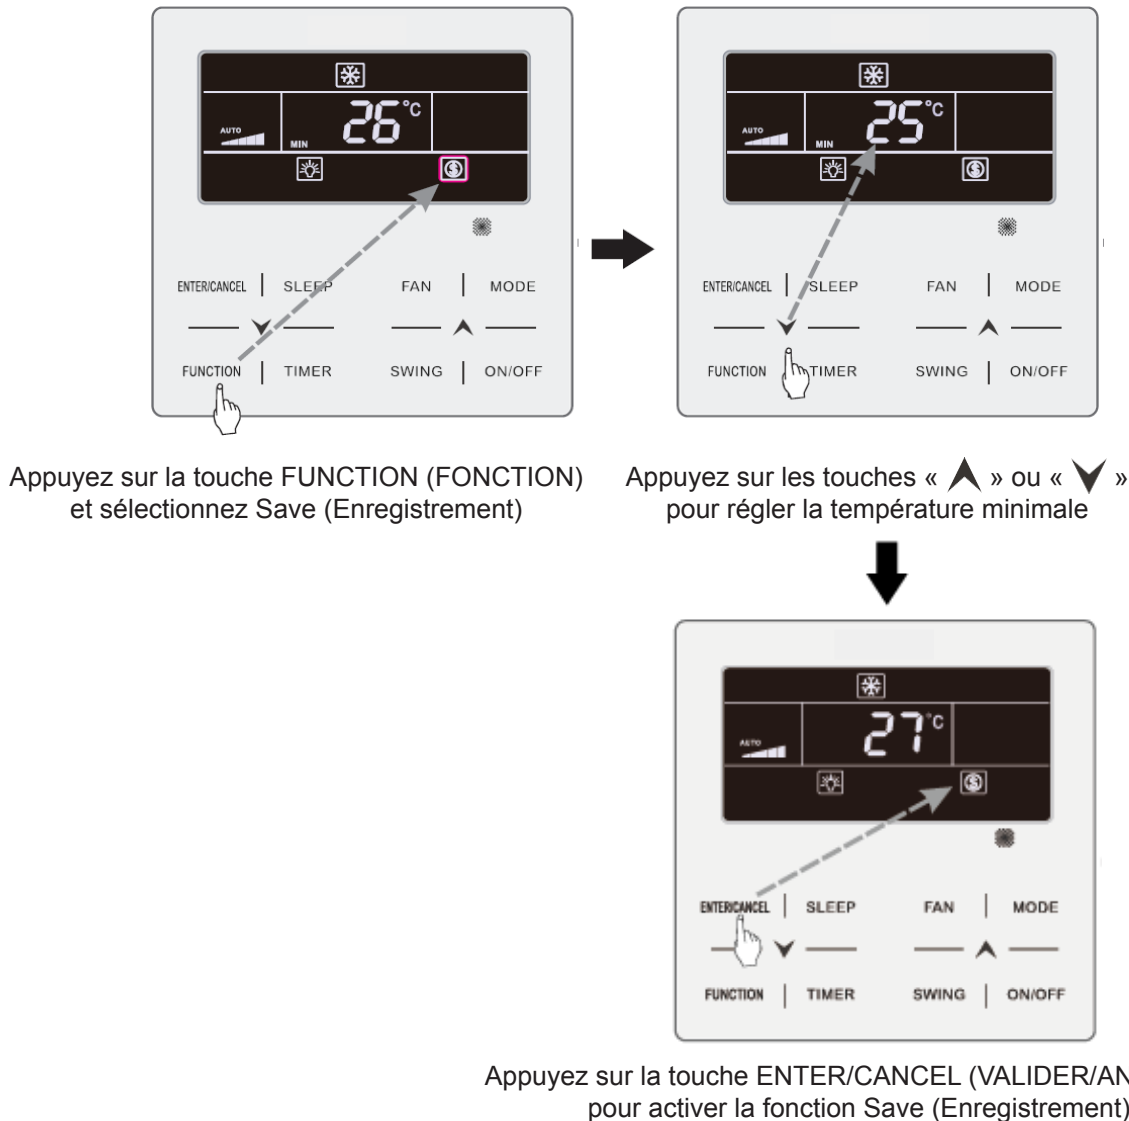 26°C
AUTO
MIN
ENTER/CANCEL | SLEEP FAN | MODE
FUNCTION | TIMER SWING | ON/OFF
Appuyez sur la touche FUNCTION (FONCTION)
et sélectionnez Save (Enregistrement)
25°C
AUTO
MIN
ENTER/CANCEL | SLEEP FAN | MODE
FUNCTION TIMER SWING | ON/OFF
Appuyez sur les touches « » ou « »
pour régler la température minimale
27°C
AUTO
ENTER/CANCEL | SLEEP FAN | MODE
FUNCTION | TIMER SWING | ON/OFF
Appuyez sur la touche ENTER/CANCEL (VALIDER/AN
pour activer la fonction Save (Enregistrement)